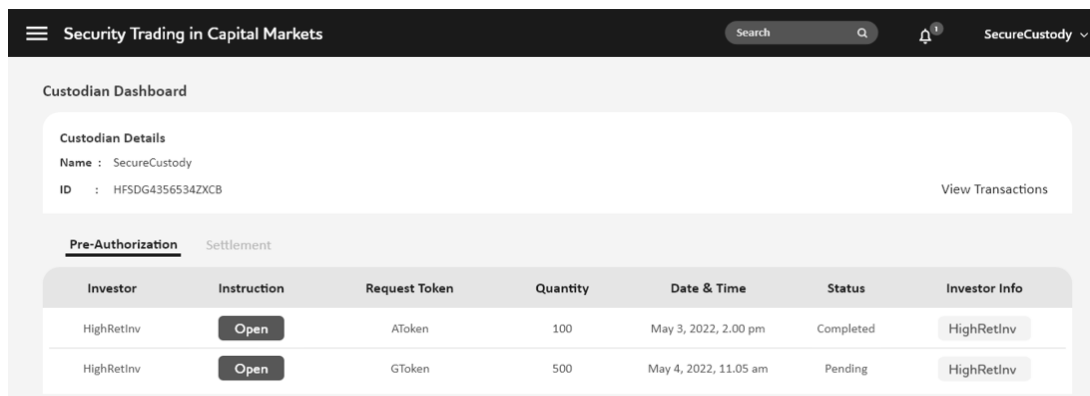 Security Trading in Capital Markets Search 1 SecureCustody
Custodian Dashboard
Custodian Details
Name : SecureCustody
ID : HFSDG4356534ZXCB
View Transactions
Pre-Authorization Settlement
Investor Instruction Request Token Quantity Date & Time Status Investor Info
HighRetInv Open AToken 100 May 3, 2022, 2.00 pm Completed HighRetInv
HighRetInv Open GToken 500 May 4, 2022, 11.05 am Pending HighRetInv